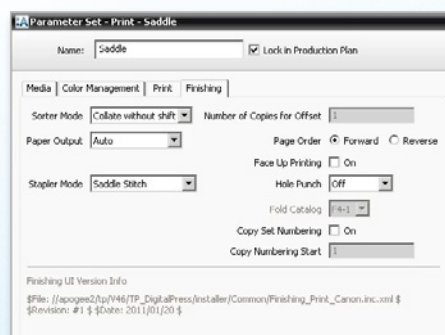 Parameter Set - Print - Saddle
Name: Saddle Lock in Production Plan
Media Color Management Print Finishing
Sorter Mode Collate without shift Number of Copies for Offset 1
Paper Output Auto Page Order Forward Reverse
Face Up Printing On
Stapler Mode Saddle Stitch Hole Punch Off
Fold Catalog F4-1
Copy Set Numbering On
Copy Numbering Start 1
Finishing UI Version Info
$File: //apogee2/tp/V46/TP_DigitalPress/installer/Common/Finishing_Print_Canon.inc.xml $
$Revision: #1 $ $Date: 2011/01/20 $